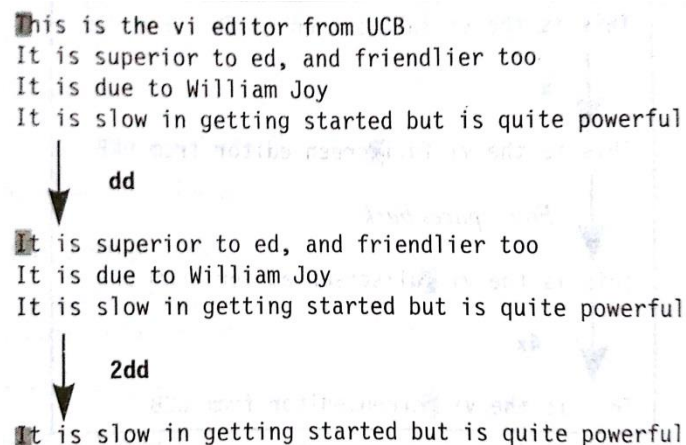 This is the vi editor from UCB
It is superior to ed, and friendlier too
It is due to William Joy
It is slow in getting started but is quite powerful
dd
It is superior to ed, and friendlier too
It is due to William Joy
It is slow in getting started but is quite powerful
2dd
It is slow in getting started but is quite powerful